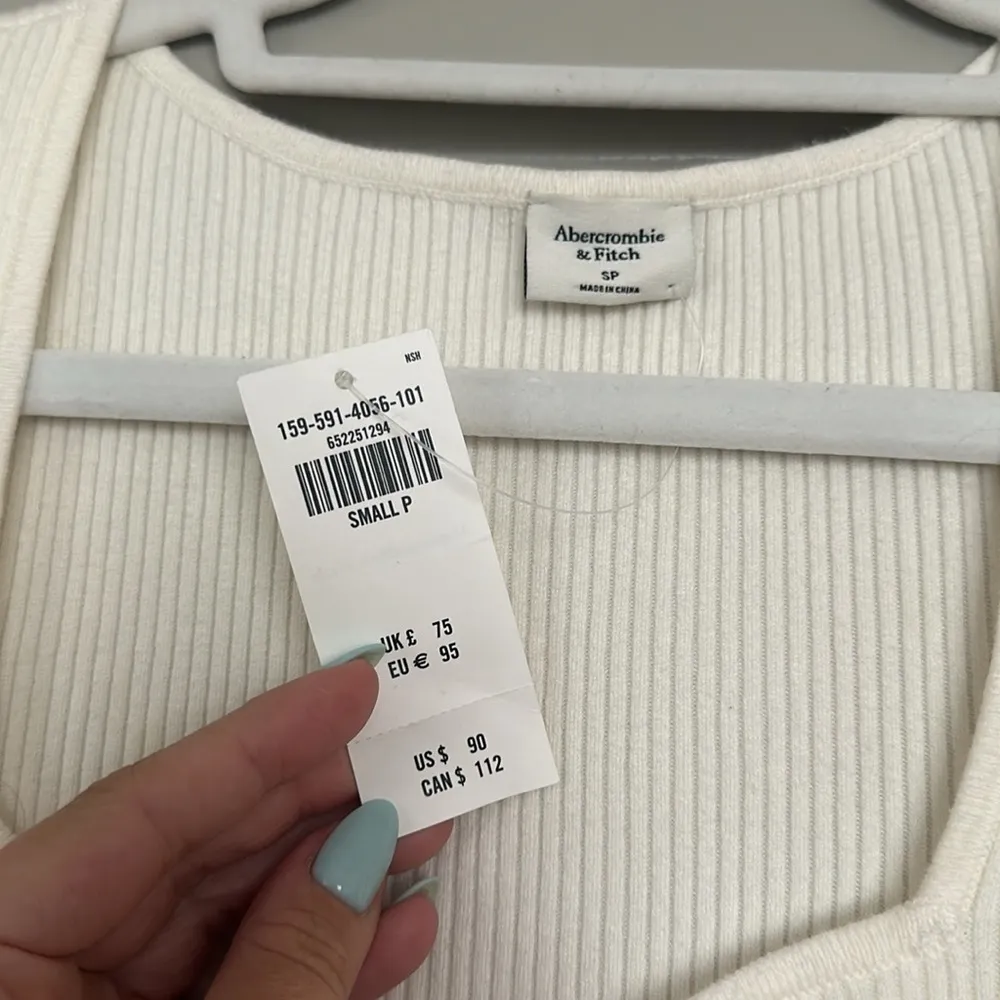 Abercrombie
& Fitch
SP
MADE IN CHINA
NSH
159-591-4056-101
652251294
SMALL P
UK £ 75
EU € 95
US $ 90
CAN $ 112